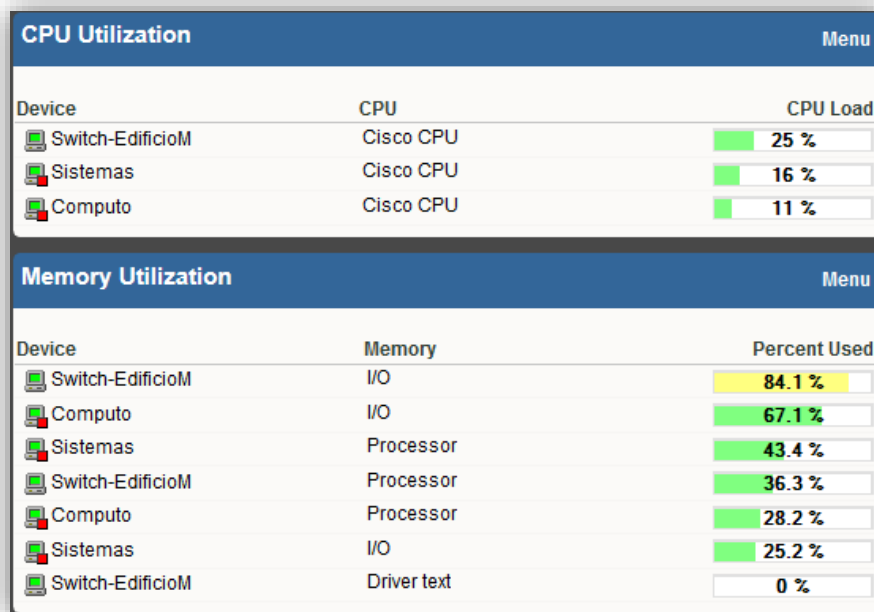 CPU Utilization Menu
Device CPU CPU Load
Switch-EdificioM Cisco CPU 25 %
Sistemas Cisco CPU 16 %
Computo Cisco CPU 11 %
Memory Utilization Menu
Device Memory Percent Used
Switch-EdificioM I/O 84.1 %
Computo I/O 67.1 %
Sistemas Processor 43.4 %
Switch-EdificioM Processor 36.3 %
Computo Processor 28.2 %
Sistemas I/O 25.2 %
Switch-EdificioM Driver text 0 %